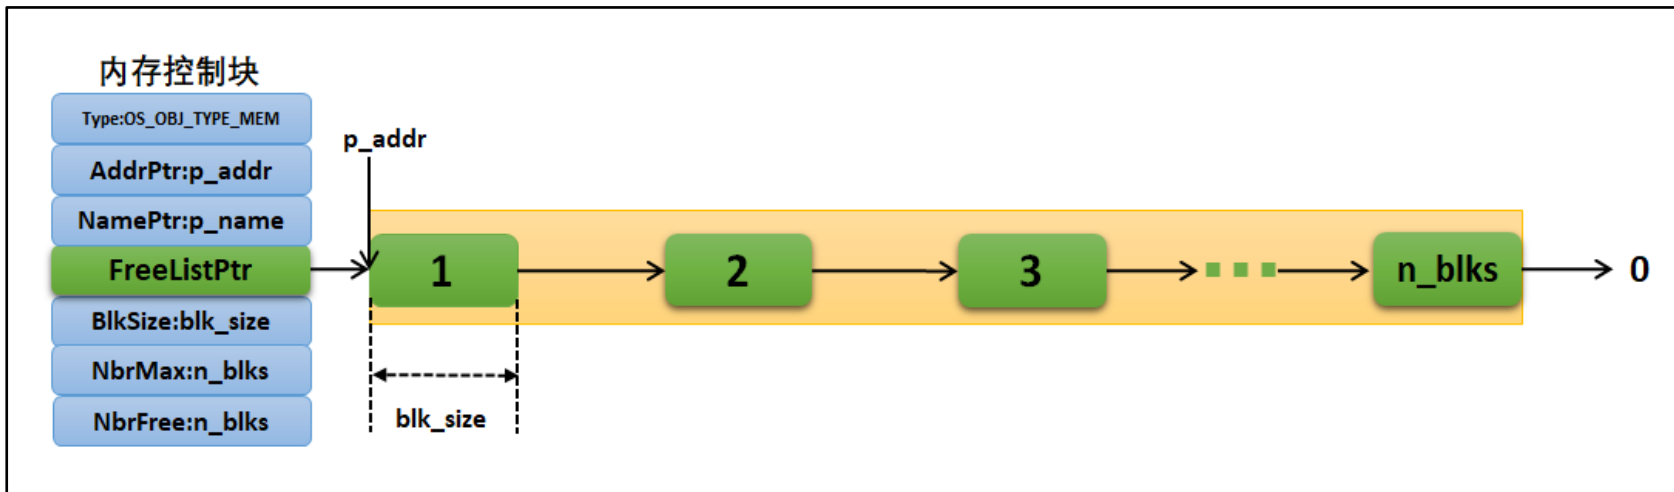 内存控制块
Type:OS_OBJ_TYPE_MEM
AddrPtr:p_addr
NamePtr:p_name
FreeListPtr
BlkSize:blk_size
NbrMax:n_blks
NbrFree:n_blks
p_addr
1 2 3 n_blks 0
blk_size